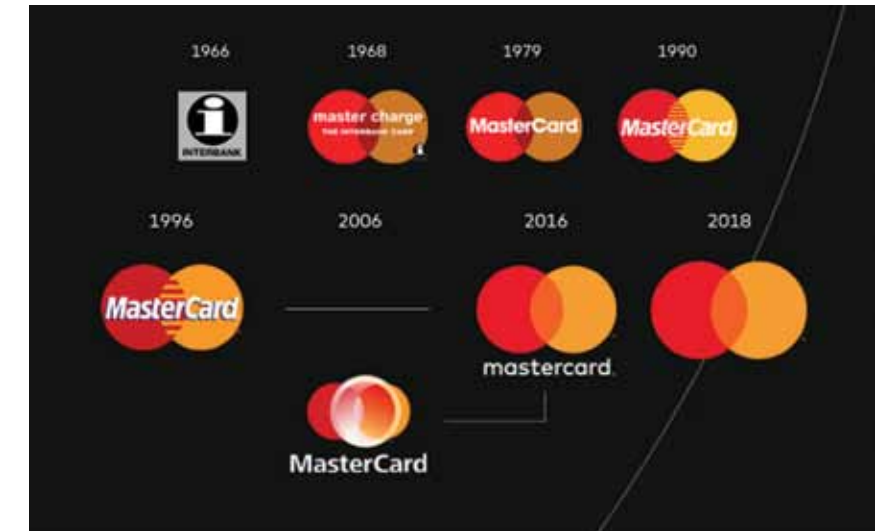 1966
1968
1979
1990
i
INTERBANK
master charge
THE INTERBANK CARD
i
MasterCard
MasterCard
1996
2006
2016
2018
MasterCard
mastercard
MasterCard